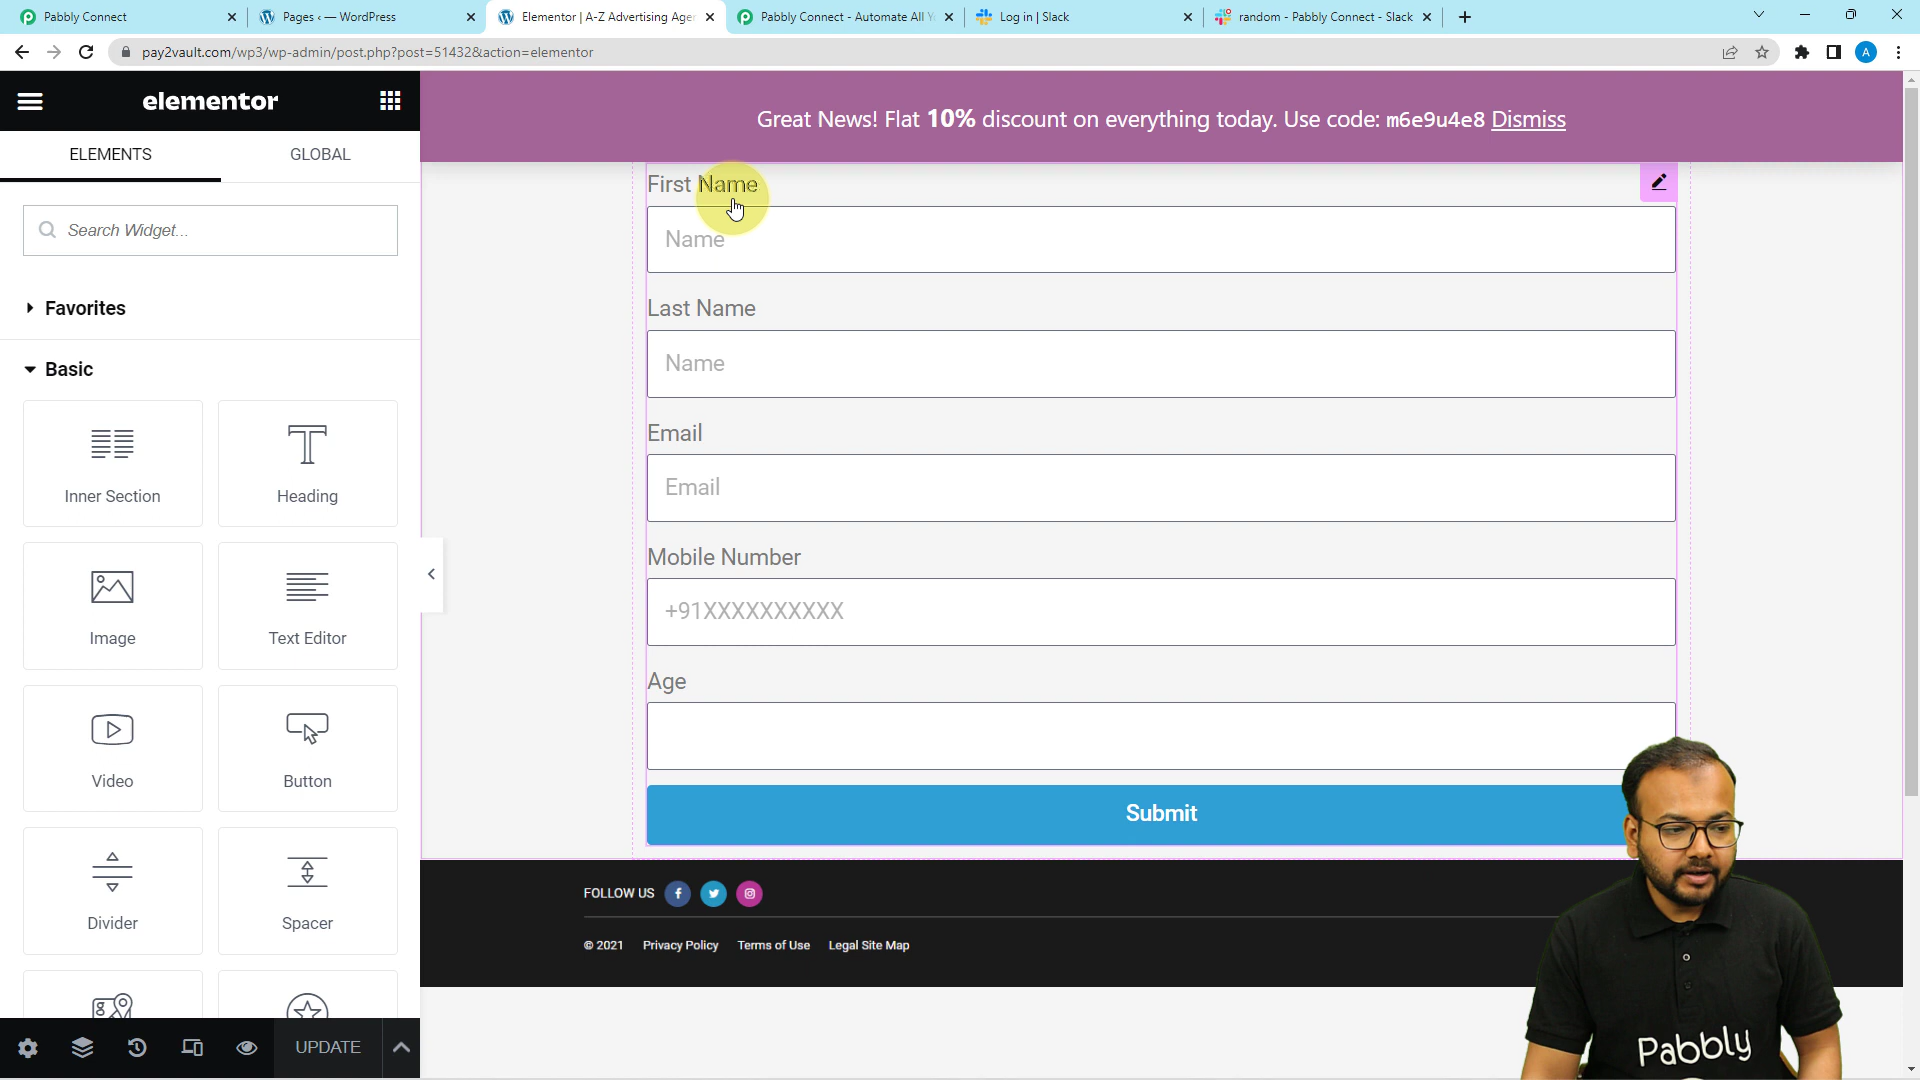 Pabbly Connect
Pages ‹ — WordPress
Elementor | A-Z Advertising Agen
Pabbly Connect - Automate All Y
Log in | Slack
random - Pabbly Connect - Slack
pay2vault.com/wp3/wp-admin/post.php?post=51432&action=elementor
A
elementor
ELEMENTS
GLOBAL
Search Widget...
Favorites
Basic
Inner Section
Heading
Image
Text Editor
Video
Button
Divider
Spacer
UPDATE
Great News! Flat 10% discount on everything today. Use code: m6e9u4e8 Dismiss
First Name
Name
Last Name
Name
Email
Email
Mobile Number
+91XXXXXXXXXX
Age
Submit
FOLLOW US
© 2021 Privacy Policy Terms of Use Legal Site Map
Pabbly